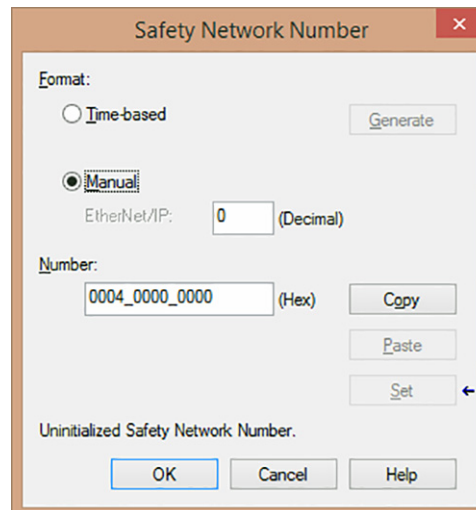 Safety Network Number
Format:
Time-based
Generate
Manual
EtherNet/IP: 0 (Decimal)
Number:
0004_0000_0000 (Hex) Copy
Paste
Set
Uninitialized Safety Network Number.
OK Cancel Help